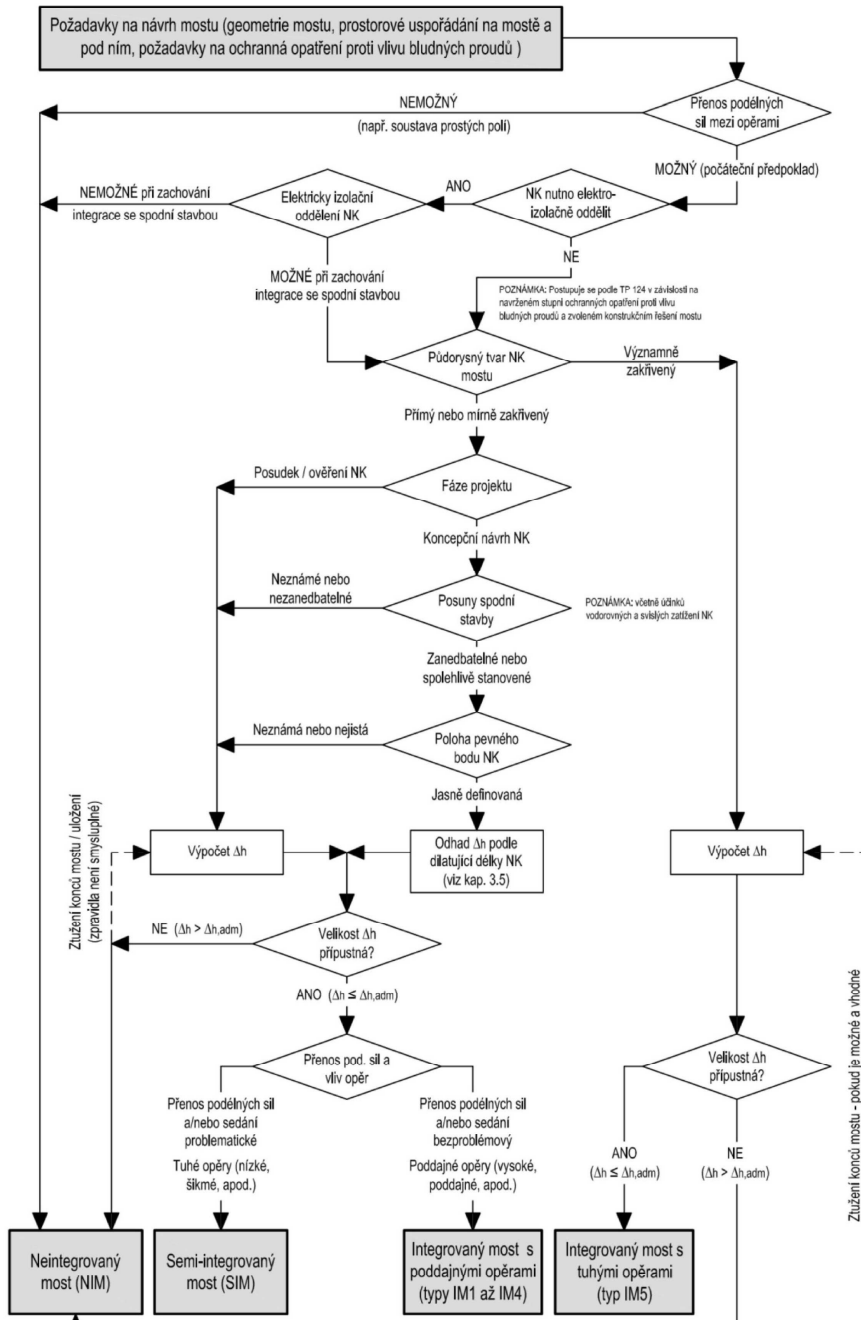 Požadavky na návrh mostu (geometrie mostu, prostorové uspořádání na mostě a
pod ním, požadavky na ochranná opatření proti vlivu bludných proudů )
Přenos podélných
sil mezi opěrami
NEMOŽNÝ
(např. soustava prostých polí)
MOŽNÝ (počáteční předpoklad)
NK nutno elektro-
izolačně oddělit
ANO
Elektricky izolační
oddělení NK
NEMOŽNÉ při zachování
integrace se spodní stavbou
NE
MOŽNÉ při zachování
integrace se spodní stavbou
POZNÁMKA: Postupuje se podle TP 124 v závislosti na
navrženém stupni ochranných opatření proti vlivu
bludných proudů a zvoleném konstrukčním řešení mostu
Půdorysný tvar NK
mostu
Významně
zakřivený
Přímý nebo mírně zakřivený
Fáze projektu
Posudek / ověření NK
Koncepční návrh NK
Posuny spodní
stavby
Neznámé nebo
nezanedbatelné
POZNÁMKA: včetně účinků
vodorovných a svislých zatížení NK
Zanedbatelné nebo
spolehlivě stanovené
Poloha pevného
bodu NK
Neznámá nebo nejistá
Jasně definovaná
Ztužení konců mostu / uložení
(zpravidla není smysluplné)
Výpočet Δh
Odhad Δh podle
dilatující délky NK
(viz kap. 3.5)
Výpočet Δh
Velikost Δh
přípustná?
NE (Δh > Δh,adm)
ANO (Δh ≤ Δh,adm)
Přenos pod. sil a
vliv opěr
Velikost Δh
přípustná?
Ztužení konců mostu - pokud je možné a vhodné
Přenos podélných sil
a/nebo sedání
problematické
Tuhé opěry (nízké,
šikmé, apod.)
Přenos podélných sil
a/nebo sedání
bezproblémový
Poddajné opěry (vysoké,
poddajné, apod.)
ANO
(Δh ≤ Δh,adm)
NE
(Δh > Δh,adm)
Neintegrovaný
most (NIM)
Semi-integrovaný
most (SIM)
Integrovaný most s
poddajnými opěrami
(typy IM1 až IM4)
Integrovaný most s
tuhými opěrami
(typ IM5)